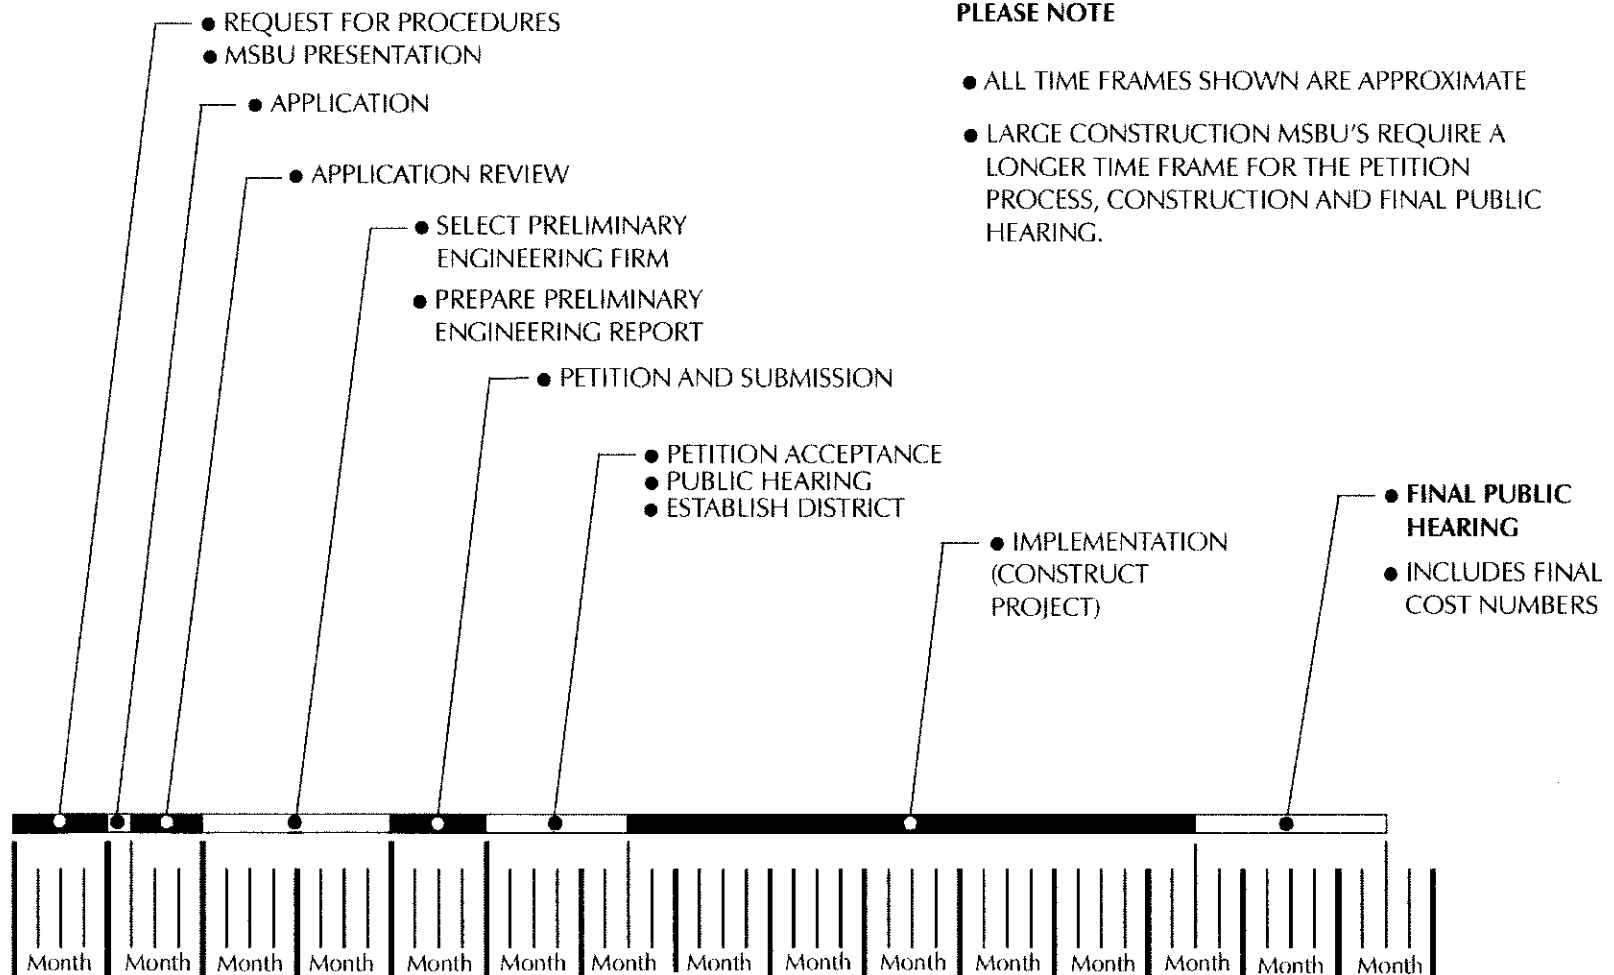 ● REQUEST FOR PROCEDURES
● MSBU PRESENTATION
● APPLICATION
● APPLICATION REVIEW
● SELECT PRELIMINARY
ENGINEERING FIRM
● PREPARE PRELIMINARY
ENGINEERING REPORT
● PETITION AND SUBMISSION
● PETITION ACCEPTANCE
● PUBLIC HEARING
● ESTABLISH DISTRICT
● IMPLEMENTATION
(CONSTRUCT
PROJECT)
● FINAL PUBLIC
HEARING
● INCLUDES FINAL
COST NUMBERS
PLEASE NOTE
● ALL TIME FRAMES SHOWN ARE APPROXIMATE
● LARGE CONSTRUCTION MSBU'S REQUIRE A
LONGER TIME FRAME FOR THE PETITION
PROCESS, CONSTRUCTION AND FINAL PUBLIC
HEARING.
Month Month Month Month Month Month Month Month Month Month Month Month Month Month Month